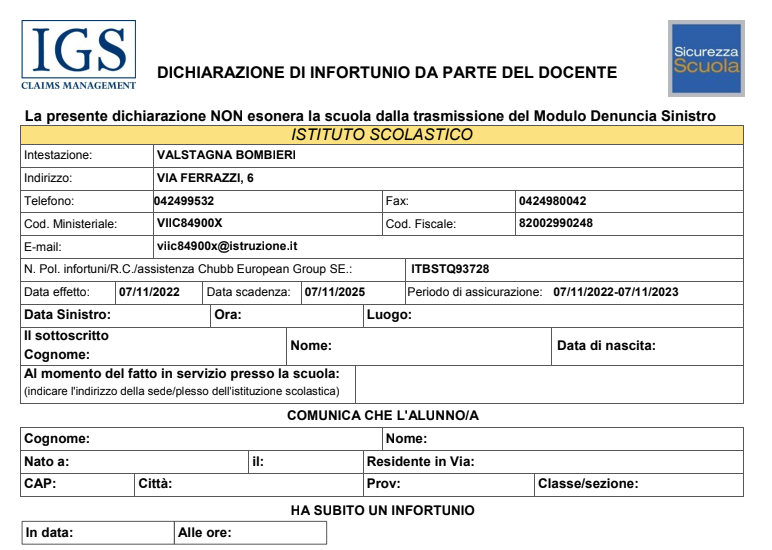 IGS
CLAIMS MANAGEMENT
DICHIARAZIONE DI INFORTUNIO DA PARTE DEL DOCENTE
Sicurezza
Scuola
La presente dichiarazione NON esonera la scuola dalla trasmissione del Modulo Denuncia Sinistro
ISTITUTO SCOLASTICO
Intestazione: VALSTAGNA BOMBIERI
Indirizzo: VIA FERRAZZI, 6
Telefono: 042499532 Fax: 0424980042
Cod. Ministeriale: VIIC84900X Cod. Fiscale: 82002990248
E-mail: viic84900x@istruzione.it
N. Pol. infortuni/R.C./assistenza Chubb European Group SE.: ITBSTQ93728
Data effetto: 07/11/2022 Data scadenza: 07/11/2025 Periodo di assicurazione: 07/11/2022-07/11/2023
Data Sinistro: Ora: Luogo:
Il sottoscritto
Cognome: Nome: Data di nascita:
Al momento del fatto in servizio presso la scuola:
(indicare l'indirizzo della sede/plesso dell'istituzione scolastica)
COMUNICA CHE L'ALUNNO/A
Cognome: Nome:
Nato a: il: Residente in Via:
CAP: Città: Prov: Classe/sezione:
HA SUBITO UN INFORTUNIO
In data: Alle ore: